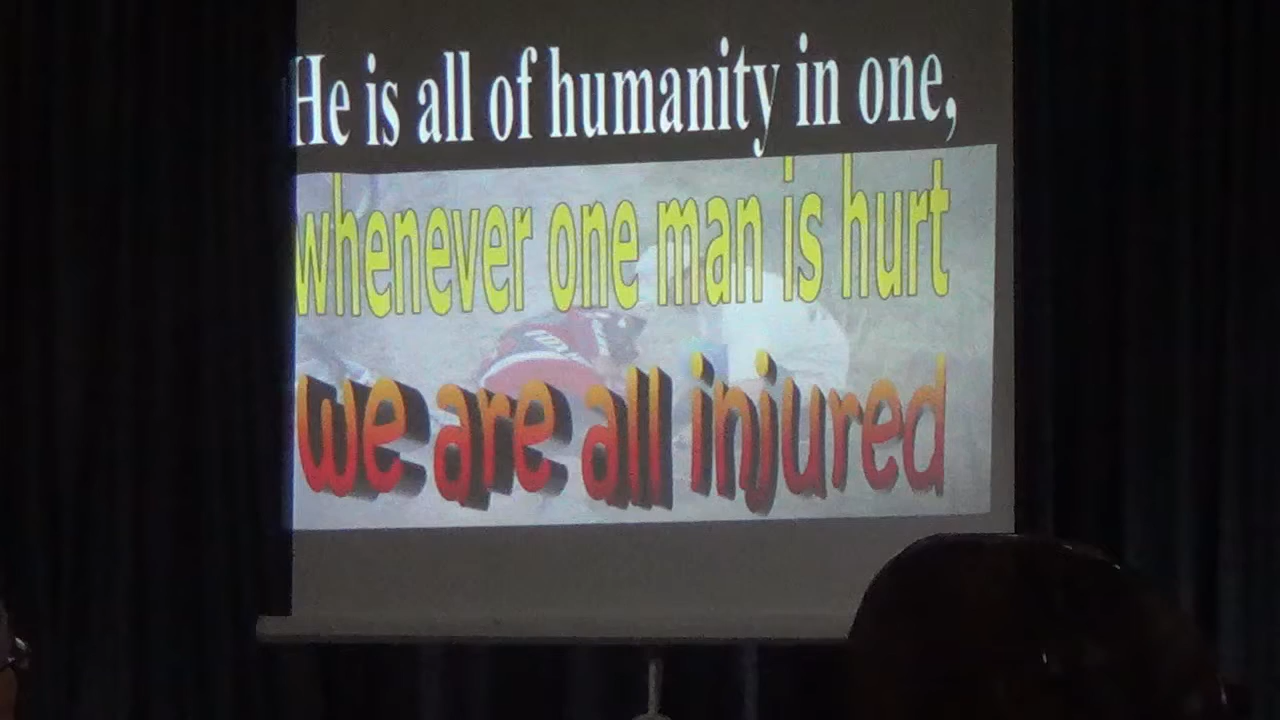 He is all of humanity in one,
whenever one man is hurt
we are all injured